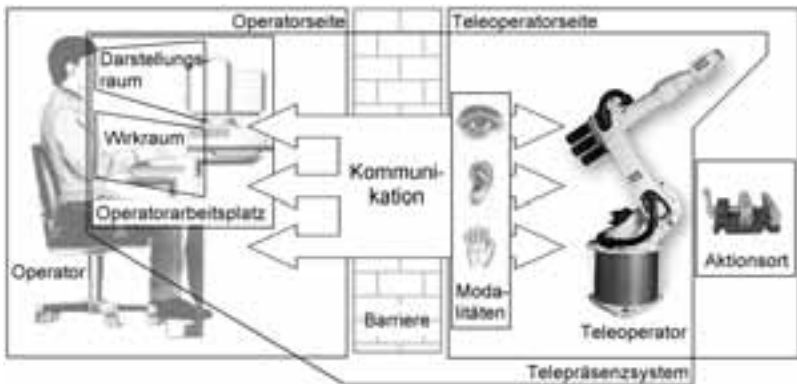 Operatorseite
Teleoperatorseite
Darstellungs-
raum
Wirkraum
Operatorarbeitsplatz
Operator
Kommuni-
kation
Barriere
Moda-
litäten
Teleoperator
Aktionsort
Telepräsenzsystem